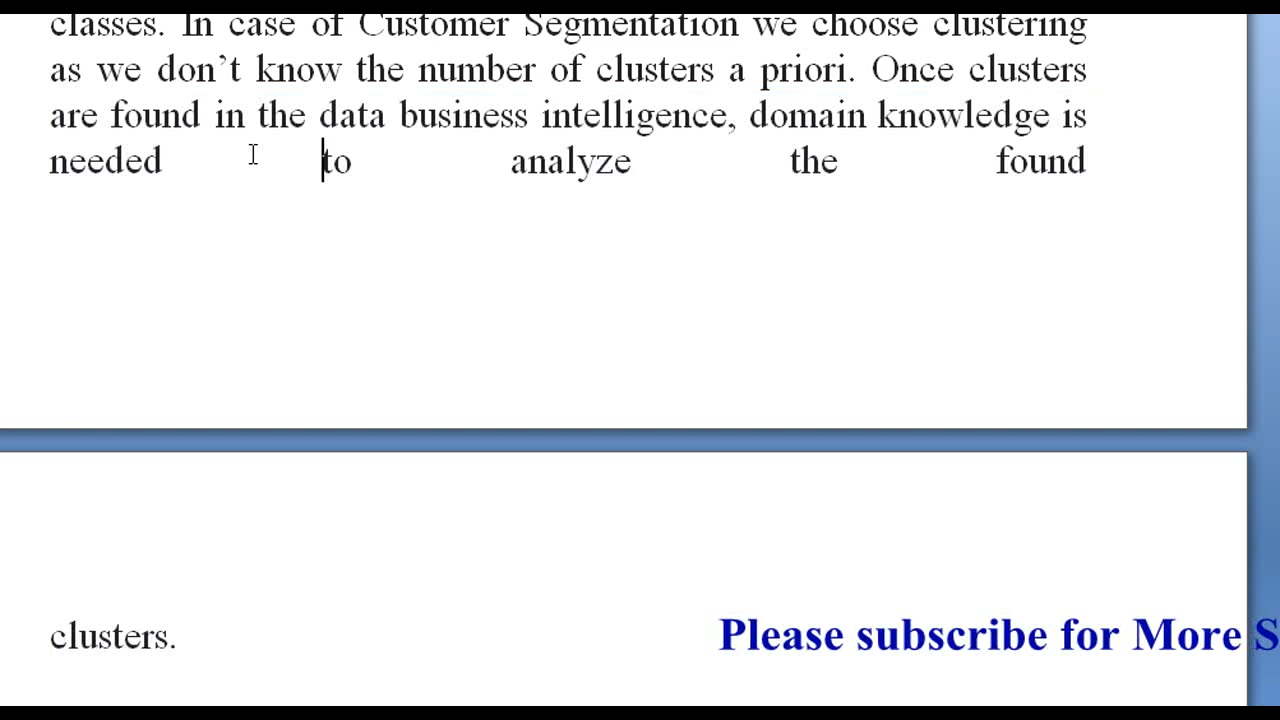 classes. In case of Customer Segmentation we choose clustering
as we don’t know the number of clusters a priori. Once clusters
are found in the data business intelligence, domain knowledge is
needed to analyze the found
clusters.
Please subscribe for More S